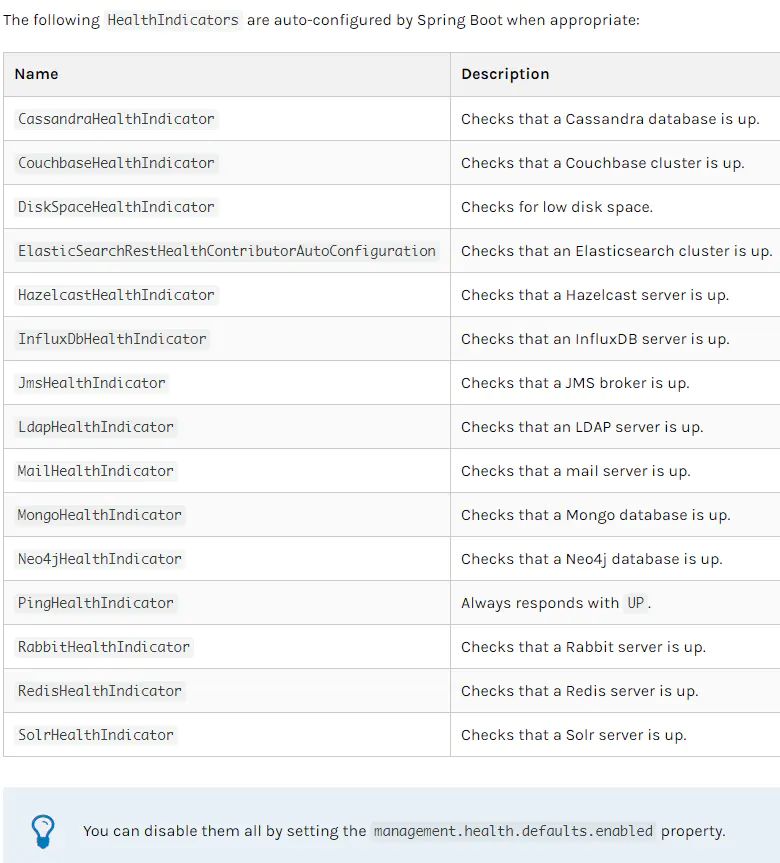 The following HealthIndicators are auto-configured by Spring Boot when appropriate:
Name Description
CassandraHealthIndicator Checks that a Cassandra database is up.
CouchbaseHealthIndicator Checks that a Couchbase cluster is up.
DiskSpaceHealthIndicator Checks for low disk space.
ElasticSearchRestHealthContributorAutoConfiguration Checks that an Elasticsearch cluster is up.
HazelcastHealthIndicator Checks that a Hazelcast server is up.
InfluxDbHealthIndicator Checks that an InfluxDB server is up.
JmsHealthIndicator Checks that a JMS broker is up.
LdapHealthIndicator Checks that an LDAP server is up.
MailHealthIndicator Checks that a mail server is up.
MongoHealthIndicator Checks that a Mongo database is up.
Neo4jHealthIndicator Checks that a Neo4j database is up.
PingHealthIndicator Always responds with UP.
RabbitHealthIndicator Checks that a Rabbit server is up.
RedisHealthIndicator Checks that a Redis server is up.
SolrHealthIndicator Checks that a Solr server is up.
You can disable them all by setting the management.health.defaults.enabled property.